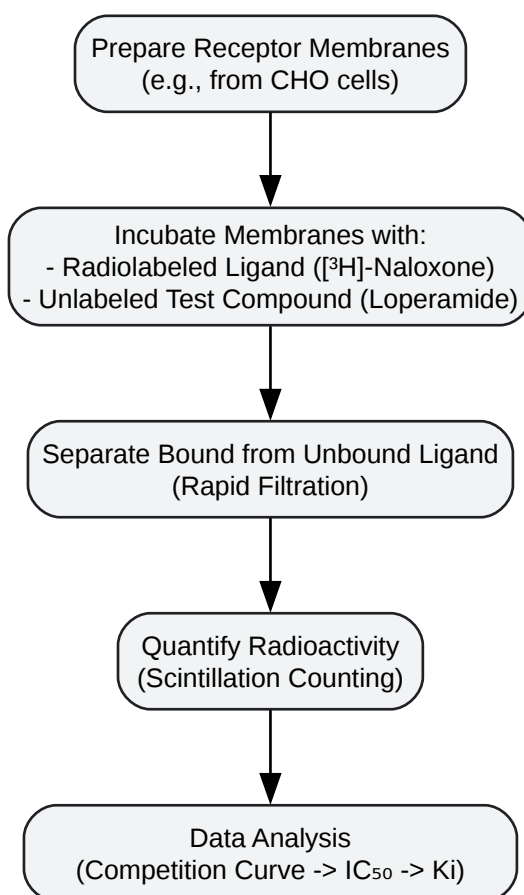 Prepare Receptor Membranes
(e.g., from CHO cells)
Incubate Membranes with:
- Radiolabeled Ligand ([³H]-Naloxone)
- Unlabeled Test Compound (Loperamide)
Separate Bound from Unbound Ligand
(Rapid Filtration)
Quantify Radioactivity
(Scintillation Counting)
Data Analysis
(Competition Curve -> IC₅₀ -> Ki)